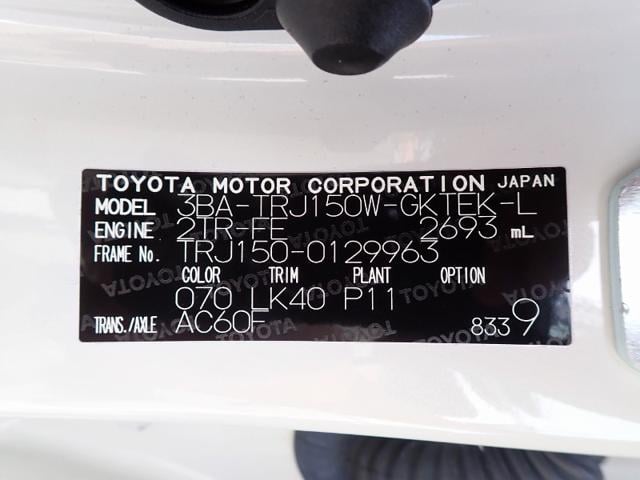 TOYOTA MOTOR CORPORATION JAPAN
MODEL 3BA-TRJ150W-GKTEK-L
ENGINE 2TR-FE 2693 mL
FRAME No. TRJ150-0129963
COLOR TRIM PLANT OPTION
070 LK40 P11
TRANS./AXLE AC60F 8339